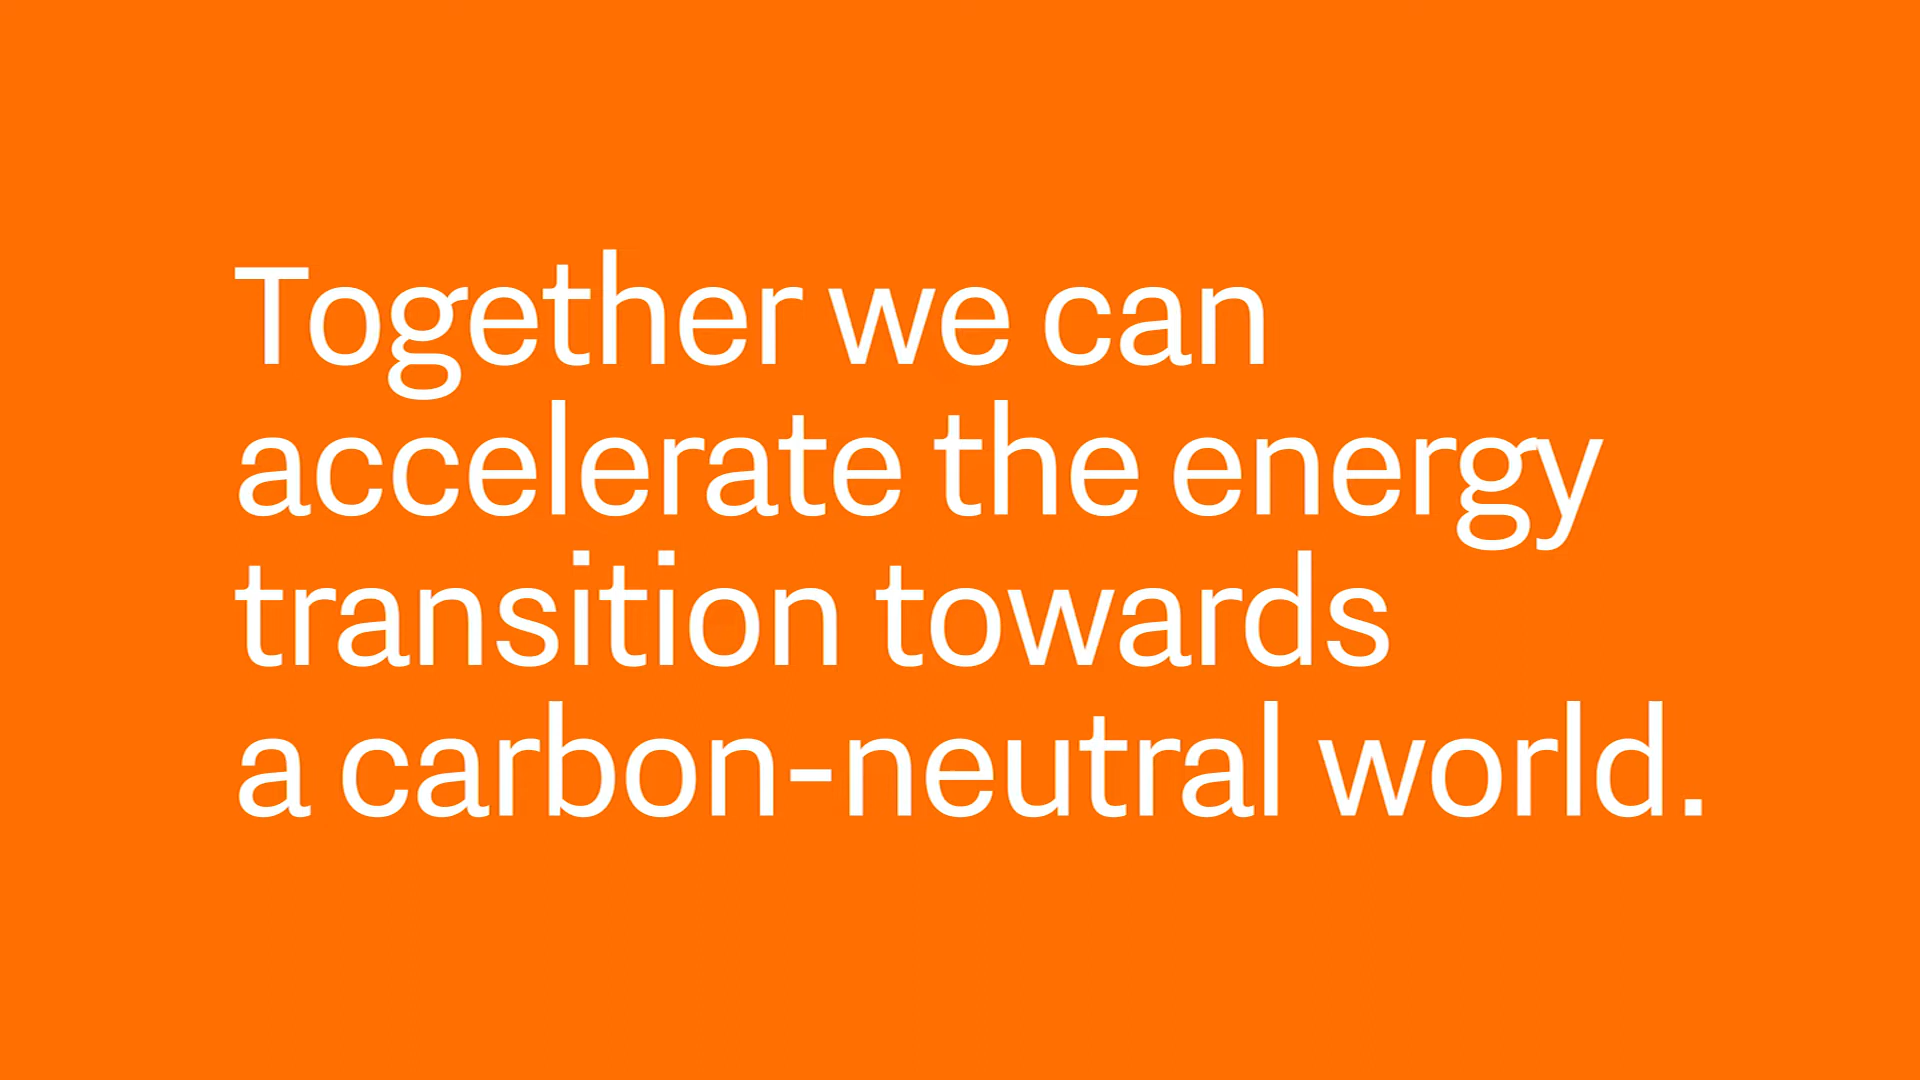 Together we can
accelerate the energy
transition towards
a carbon-neutral world.